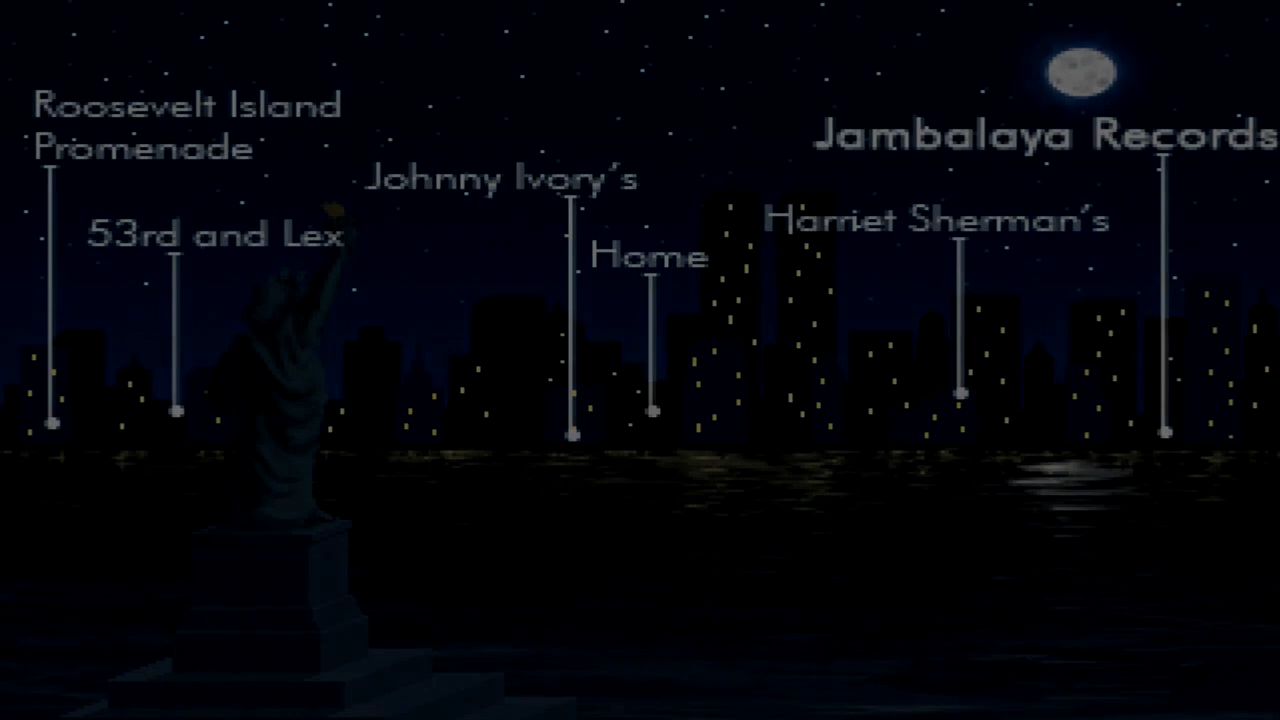 Roosevelt Island
Promenade
53rd and Lex
Johnny Ivory's
Home
Harriet Sherman's
Jambalaya Records